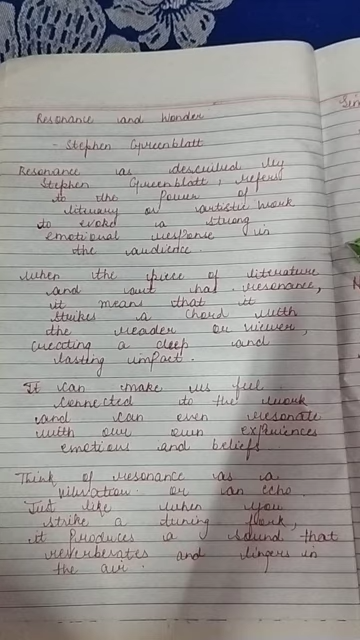 Resonance and Wonder
- Stephen Greenblatt
Resonance as described by
Stephen Greenblatt, refers
to the Power of
literary or artistic work
to evoke a strong
emotional response in
the audience
when the piece of literature
and art has resonance,
it means that it
strikes a chord with
the reader or viewer,
creating a deep and
lasting impact.
It can make us feel
connected to the work
and can even resonate
with our own experiences
emotions and beliefs.
Think of resonance as a
vibration or an echo.
Just like when you
strike a tuning fork,
it Produces a sound that
reverberates and lingers in
the air.